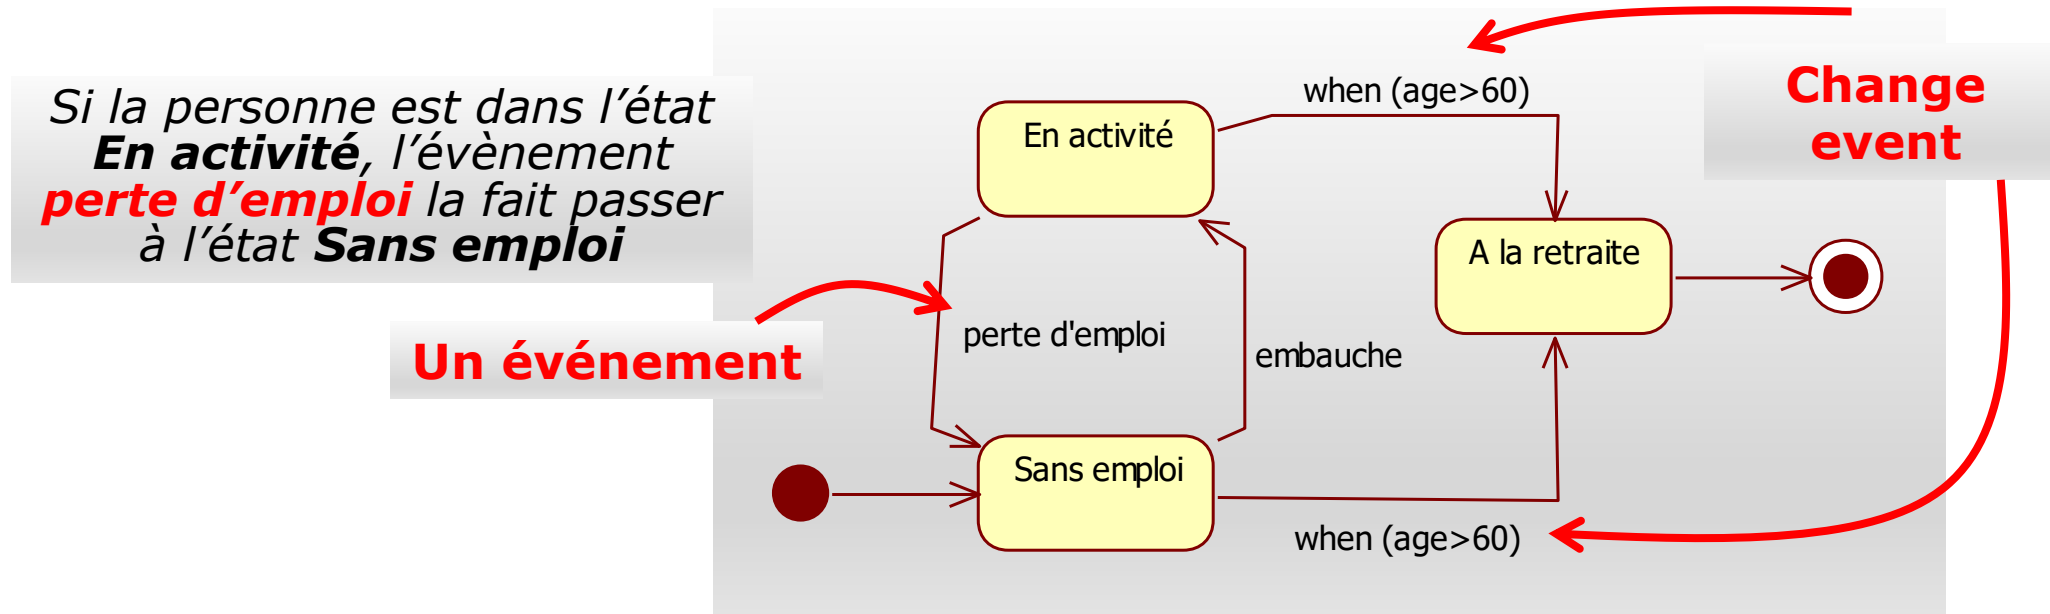 Si la personne est dans l’état
En activité, l’évènement
perte d’emploi la fait passer
à l’état Sans emploi
Un événement
when (age>60)
Change
event
En activité
A la retraite
perte d'emploi
embauche
Sans emploi
when (age>60)